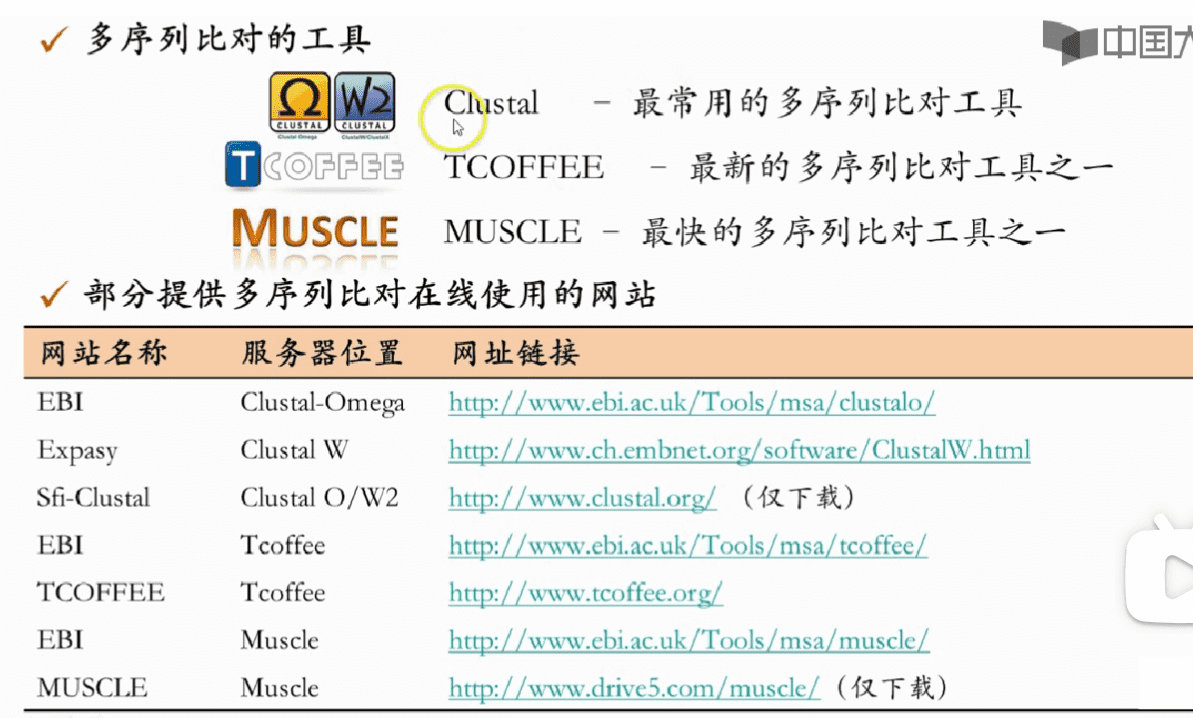 ✓ 多序列比对的工具
中国大
Ω W2 Clustal － 最常用的多序列比对工具
CLUSTAL CLUSTAL
Clustal Omega ClustalW/ClustalX
TCOFFEE TCOFFEE － 最新的多序列比对工具之一
MUSCLE MUSCLE － 最快的多序列比对工具之一
✓ 部分提供多序列比对在线使用的网站
网站名称 服务器位置 网址链接
EBI Clustal-Omega http://www.ebi.ac.uk/Tools/msa/clustalo/
Expasy Clustal W http://www.ch.embnet.org/software/ClustalW.html
Sfi-Clustal Clustal O/W2 http://www.clustal.org/ （仅下载）
EBI Tcoffee http://www.ebi.ac.uk/Tools/msa/tcoffee/
TCOFFEE Tcoffee http://www.tcoffee.org/
EBI Muscle http://www.ebi.ac.uk/Tools/msa/muscle/
MUSCLE Muscle http://www.drive5.com/muscle/ （仅下载）